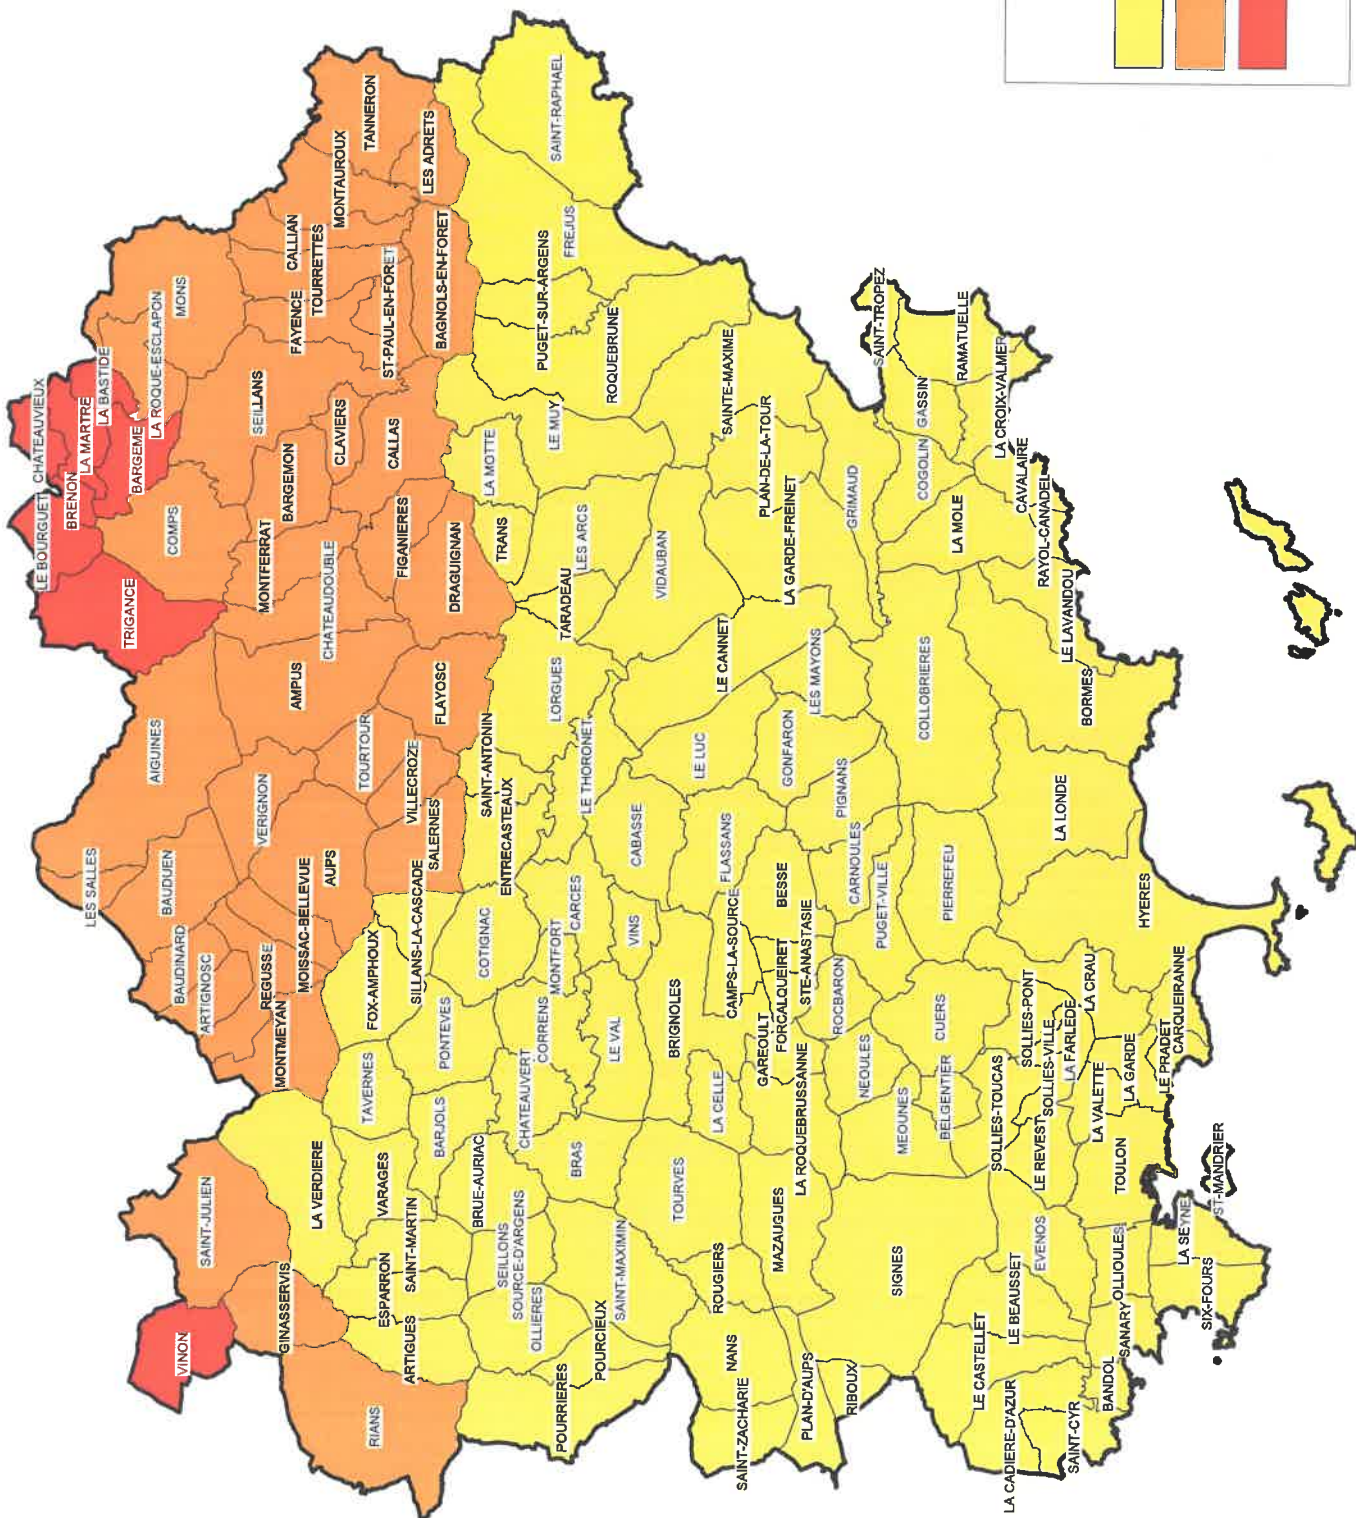 VINON
SAINT-JULIEN
GINASSERVIS
RIANS
LA VERDIERE
VARAGES
SAINT-MARTIN
ESPARRON
ARTIGUES
TAVERNES
BARJOLS
PONTEVES
FOX-AMPHOUX
SILLANS-LA-CASCADE
BRUE-AURIAC
SEILLONS
SOURCE-D'ARGENS
OLLIERES
CHATEAUVERT
CORRENS
MONTFORT
CARCES
COTIGNAC
ENTRECASTEAUX
SAINT-ANTONIN
LE THORONET
LORGUES
POURRIERES
POURCIEUX
SAINT-MAXIMIN
BRAS
LE VAL
VINS
CABASSE
BRIGNOLES
TOURVES
ROUGIERS
NANS
SAINT-ZACHARIE
PLAN-D'AUPS
RIBOUX
MAZAUGUES
LA CELLE
LA ROQUEBRUSSANNE
GAREOULT
FORCALQUEIRET
STE-ANASTASIE
CAMPS-LA-SOURCE
BESSE
FLASSANS
LE LUC
LE CANNET
GONFARON
LES MAYONS
PIGNANS
CARNOULES
PUGET-VILLE
ROCBARON
NEOULES
MEOUNES
SIGNES
BELGENTIER
CUERS
PIERREFEU
COLLOBRIERES
SOLLIES-TOUCAS
SOLLIES-PONT
SOLLIES-VILLE
LA FARLEDE
LA CRAU
LE REVEST
LA VALETTE
LA GARDE
LE PRADET
CARQUEIRANNE
TOULON
EVENOS
LE BEAUSSET
LE CASTELLET
LA CADIERE-D'AZUR
SAINT-CYR
BANDOL
SANARY
OLLIOULES
SIX-FOURS
LA SEYNE
ST-MANDRIER
HYERES
LA LONDE
BORMES
LE LAVANDOU
RAYOL-CANADEL
CAVALAIRE
LA CROIX-VALMER
RAMATUELLE
SAINT-TROPEZ
GASSIN
COGOLIN
LA MOLE
GRIMAUD
LA GARDE-FREINET
PLAN-DE-LA-TOUR
SAINTE-MAXIME
VIDAUBAN
LES ARCS
TARADEAU
TRANS
LA MOTTE
LE MUY
ROQUEBRUNE
PUGET-SUR-ARGENS
FREJUS
SAINT-RAPHAEL
LES ADRETS
TANNERON
MONTAUROUX
CALLIAN
TOURRETTES
FAYENCE
ST-PAUL-EN-FORET
BAGNOLS-EN-FORET
MONS
SEILLANS
CLAVIERS
CALLAS
BARGEMON
FIGANIERES
DRAGUIGNAN
MONTFERRAT
CHATEAUDOUBLE
AMPUS
FLAYOSC
TOURTOUR
VILLECROZE
SALERNES
AUPS
MOISSAC-BELLEVUE
REGUSSE
MONTMEYAN
ARTIGNOSC
BAUDINARD
BAUDUEN
LES SALLES
AIGUINES
VERIGNON
TRIGANCE
COMPS
LE BOURGUET
BRENON
CHATEAUVIEUX
LA MARTRE
LA BASTIDE
BARGEME
LA ROQUE-ESCLAPON